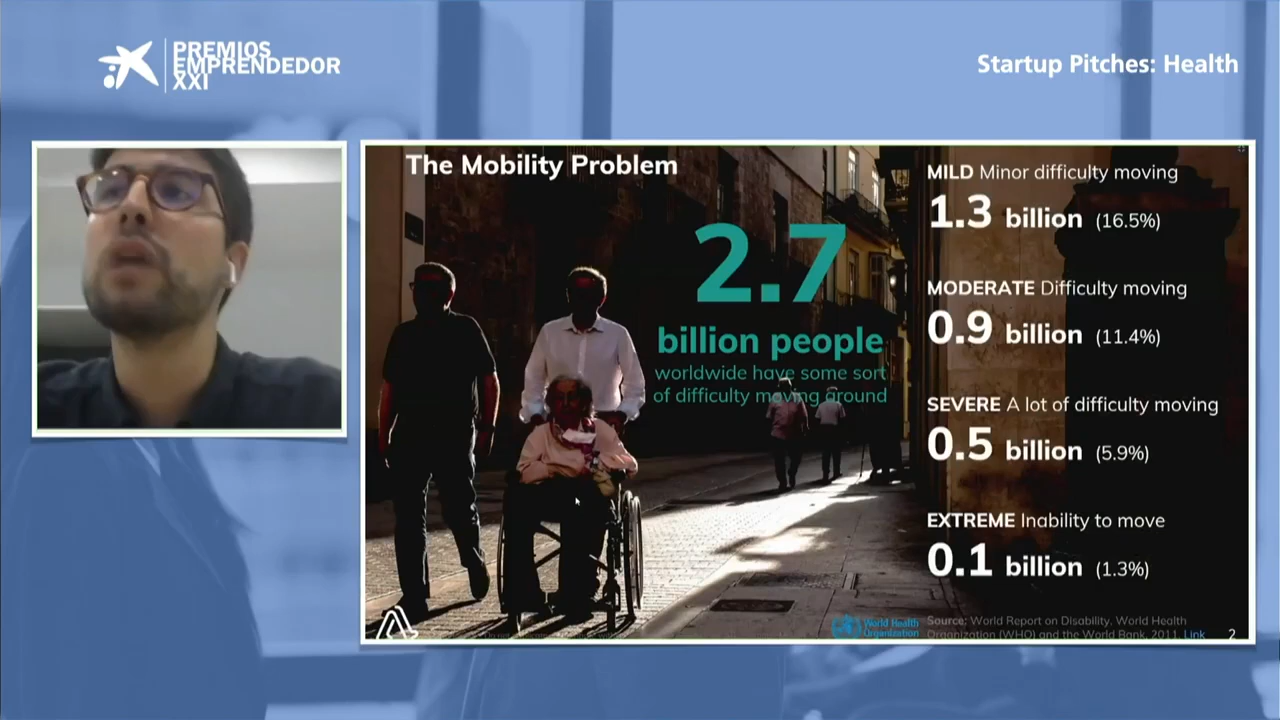 PREMIOS
EMPRENDEDOR
XXI
Startup Pitches: Health
The Mobility Problem
2.7
billion people
worldwide have some sort
of difficulty moving around
MILD Minor difficulty moving
1.3 billion (16.5%)
MODERATE Difficulty moving
0.9 billion (11.4%)
SEVERE A lot of difficulty moving
0.5 billion (5.9%)
EXTREME Inability to move
0.1 billion (1.3%)
World Health
Organization
Source: World Report on Disability. World Health
Organization (WHO) and the World Bank, 2011. Link
2